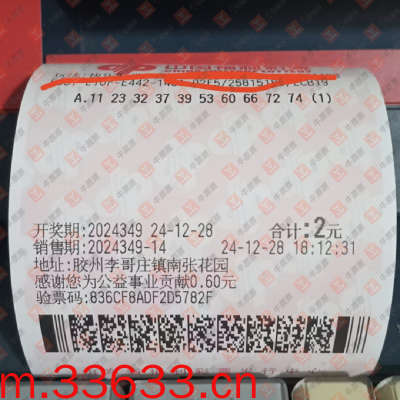 A.11 23 32 37 39 53 60 66 72 74 (1)
开奖期:2024349 24-12-28 合计:2元
销售期:2024349-14 24-12-28 18:12:31
地址:胶州李哥庄镇南张花园
感谢您为公益事业贡献0.60元
验票码:836CF8ADF2D5782F
m.33633.cn